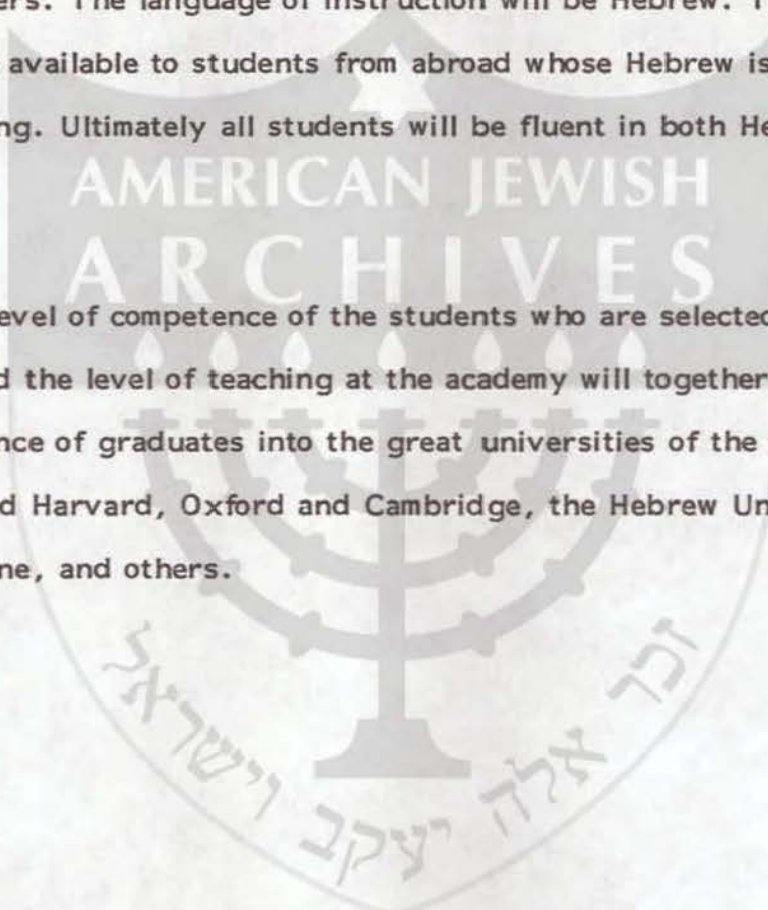 ers. The language of instruction will be Hebrew. T
available to students from abroad whose Hebrew is
ng. Ultimately all students will be fluent in both He
AMERICAN JEWISH
ARCHIVES
evel of competence of the students who are selected
d the level of teaching at the academy will together
nce of graduates into the great universities of the
d Harvard, Oxford and Cambridge, the Hebrew Un
ne, and others.
זכר אלה יעקב וישראל